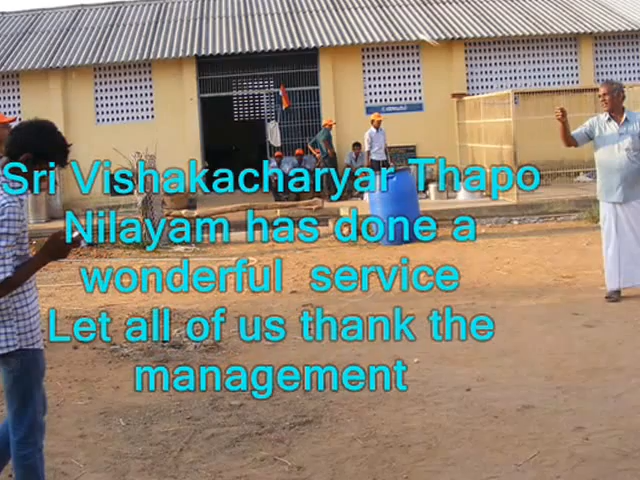 Sri Vishakacharyar Thapo
Nilayam has done a
wonderful service
Let all of us thank the
management